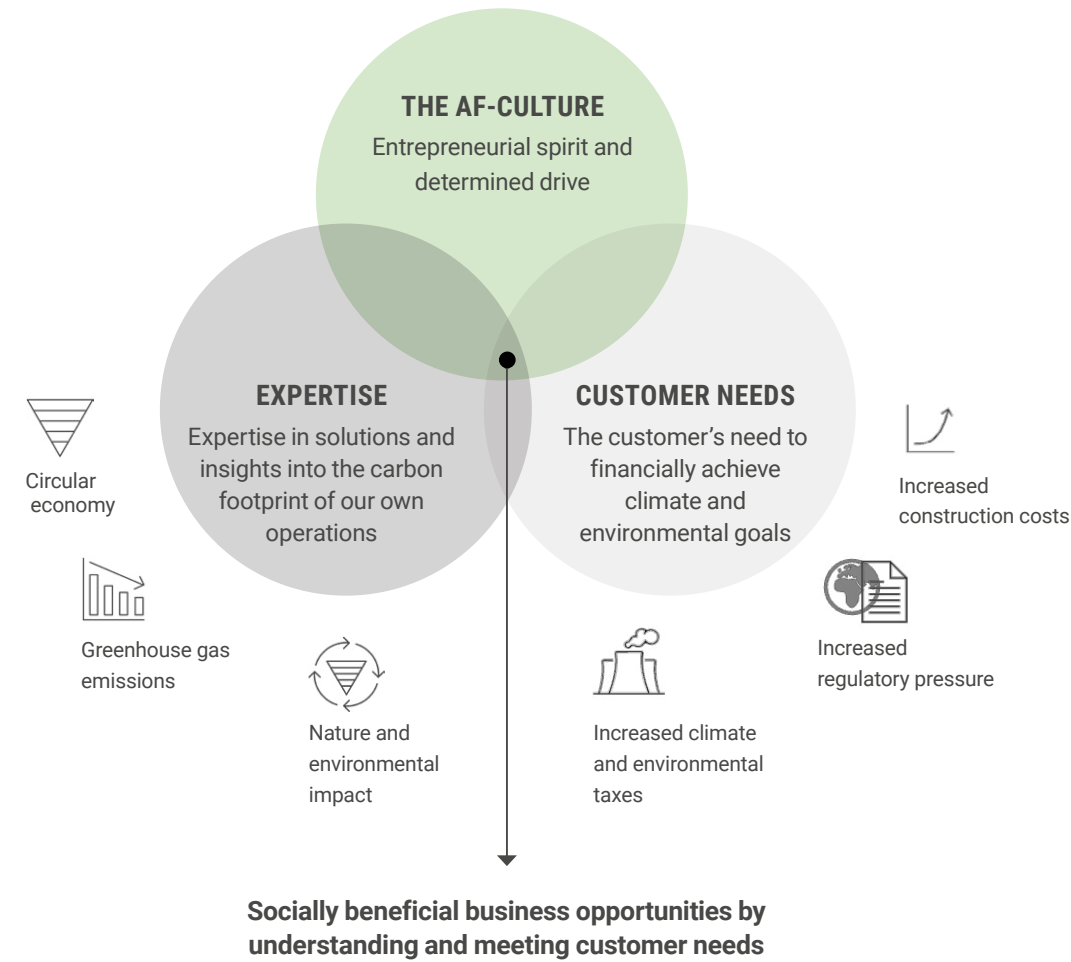 THE AF-CULTURE
Entrepreneurial spirit and
determined drive
EXPERTISE
Expertise in solutions and
insights into the carbon
footprint of our own
operations
CUSTOMER NEEDS
The customer's need to
financially achieve
climate and
environmental goals
Circular
economy
Greenhouse gas
emissions
Nature and
environmental
impact
Increased climate
and environmental
taxes
Increased
regulatory pressure
Increased
construction costs
Socially beneficial business opportunities by
understanding and meeting customer needs